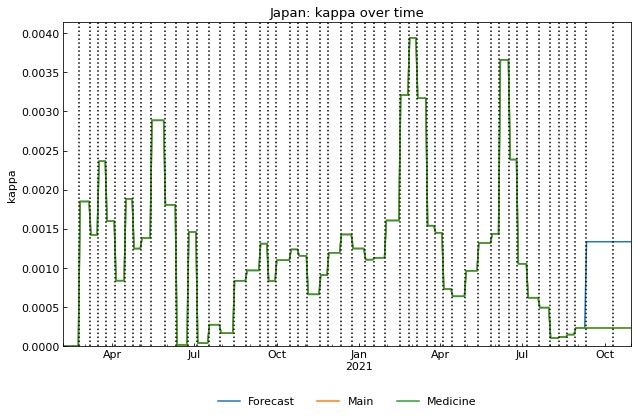 Japan: kappa over time
0.0040
0.0035
0.0030
0.0025
0.0020
0.0015
0.0010
0.0005
0.0000
kappa
Apr Jul Oct Jan Apr Jul Oct
2021
Forecast Main Medicine